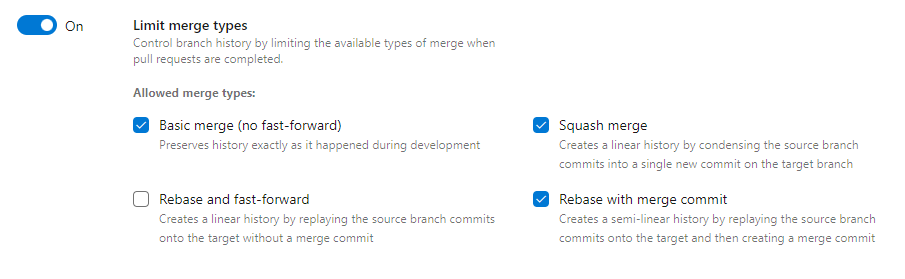 On
Limit merge types
Control branch history by limiting the available types of merge when
pull requests are completed.
Allowed merge types:
Basic merge (no fast-forward)
Preserves history exactly as it happened during development
Squash merge
Creates a linear history by condensing the source branch
commits into a single new commit on the target branch
Rebase and fast-forward
Creates a linear history by replaying the source branch commits
onto the target without a merge commit
Rebase with merge commit
Creates a semi-linear history by replaying the source branch
commits onto the target and then creating a merge commit